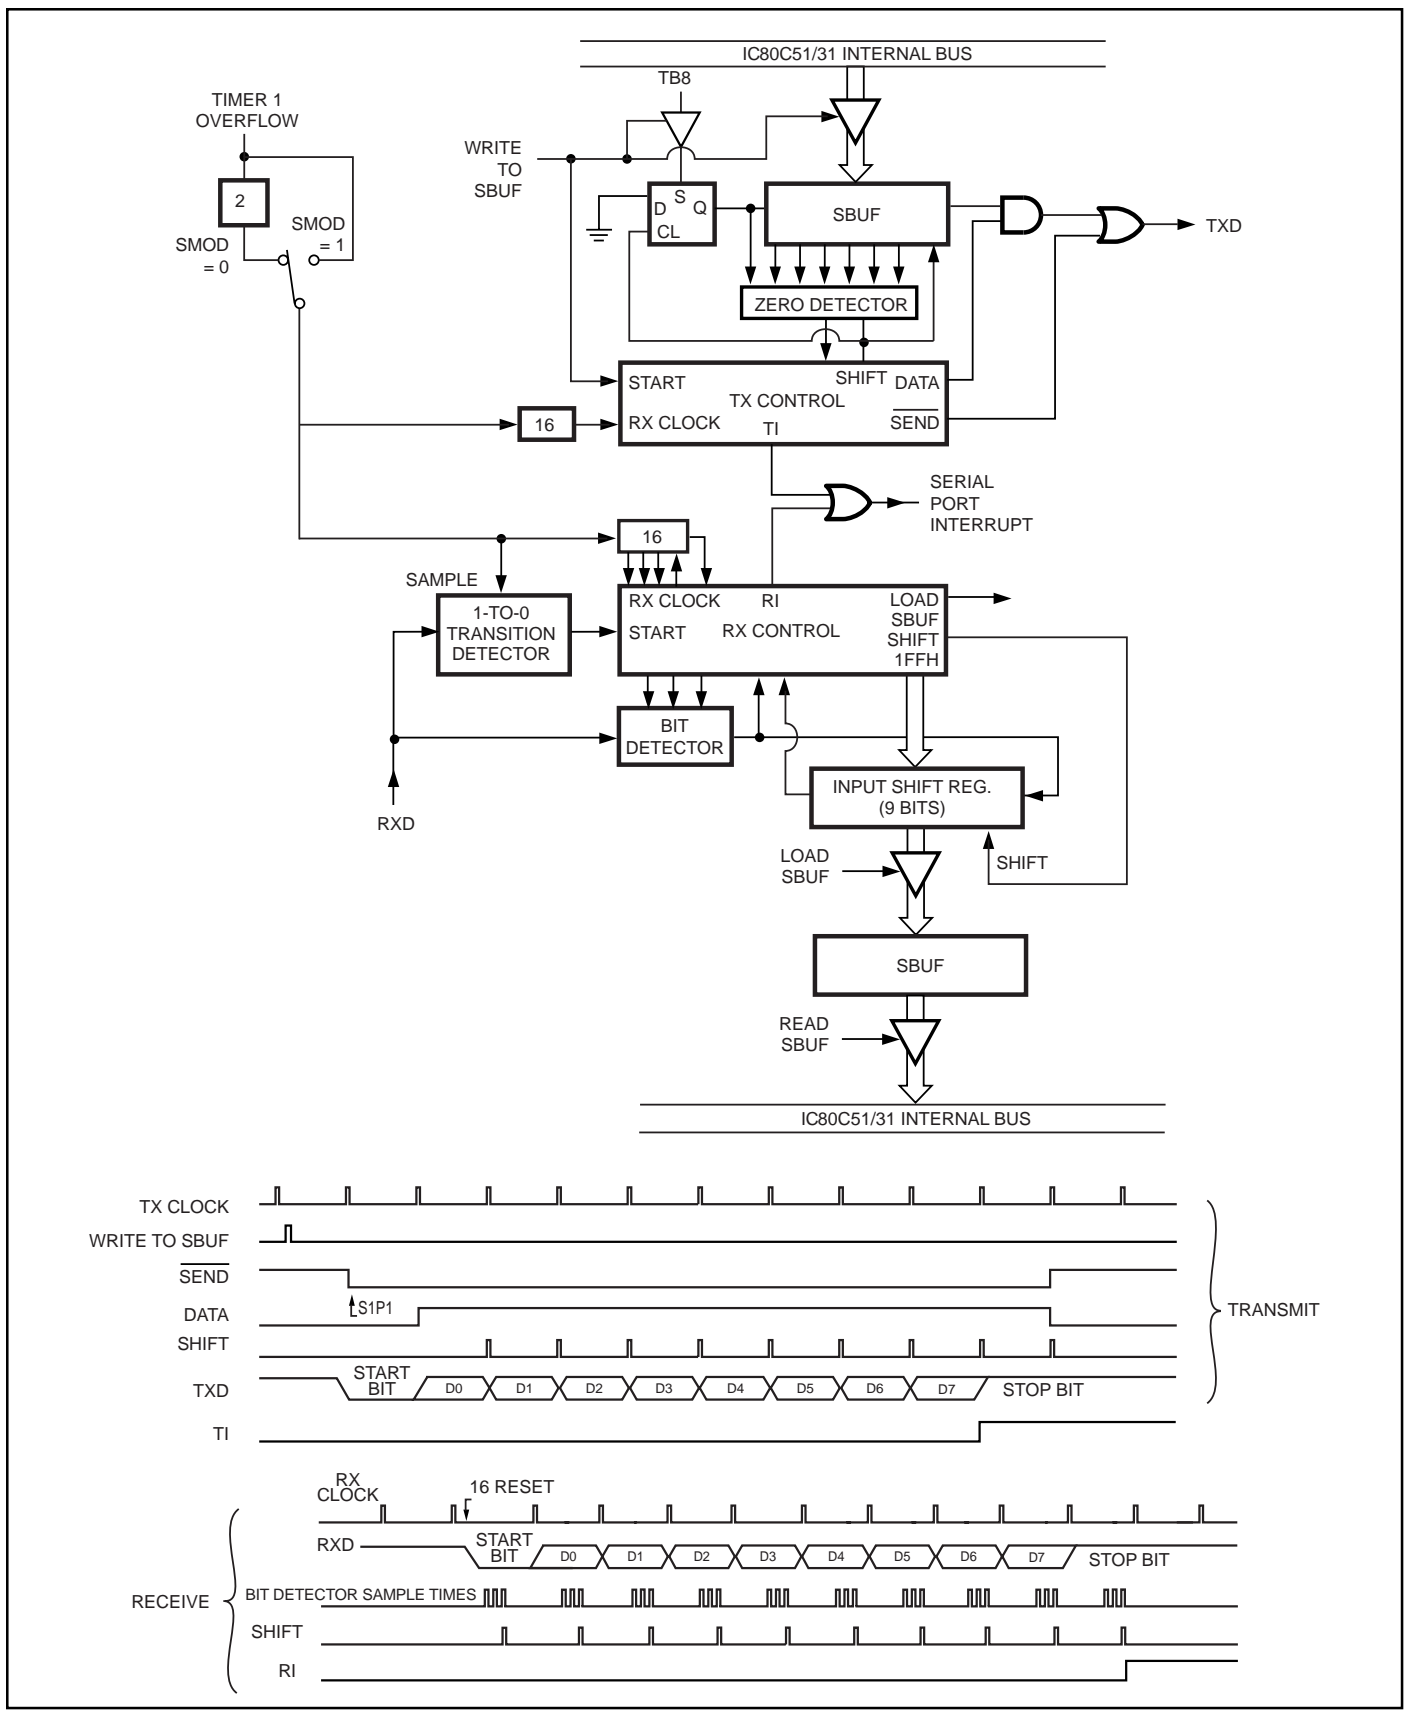 IC80C51/31 INTERNAL BUS
TB8
TIMER 1
OVERFLOW
WRITE
TO
SBUF
2
SMOD
= 1
SMOD
= 0
S
D
Q
CL
SBUF
TXD
ZERO DETECTOR
START
SHIFT
DATA
TX CONTROL
RX CLOCK
TI
SEND
16
SERIAL
PORT
INTERRUPT
16
SAMPLE
1-TO-0
TRANSITION
DETECTOR
RX CLOCK
RI
LOAD
SBUF
SHIFT
1FFH
START
RX CONTROL
BIT
DETECTOR
RXD
INPUT SHIFT REG.
(9 BITS)
LOAD
SBUF
SHIFT
SBUF
READ
SBUF
IC80C51/31 INTERNAL BUS
TX CLOCK
WRITE TO SBUF
SEND
S1P1
DATA
SHIFT
TXD
START
BIT
D0
D1
D2
D3
D4
D5
D6
D7
STOP BIT
TI
TRANSMIT
RX
CLOCK
16 RESET
RXD
START
BIT
D0
D1
D2
D3
D4
D5
D6
D7
STOP BIT
BIT DETECTOR SAMPLE TIMES
RECEIVE
SHIFT
RI